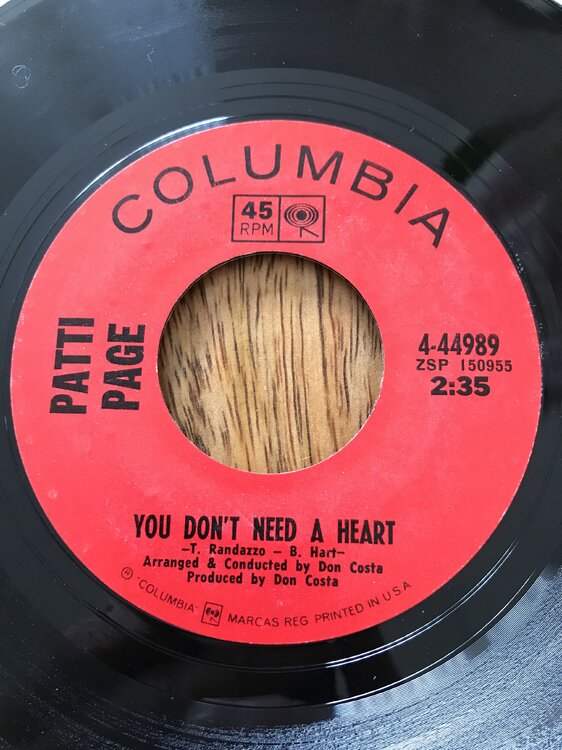 COLUMBIA
45
RPM
PATTI
PAGE
4-44989
ZSP 150955
2:35
YOU DON'T NEED A HEART
-T. Randazzo - B. Hart-
Arranged & Conducted by Don Costa
Produced by Don Costa
® "COLUMBIA" MARCAS REG PRINTED IN U S A